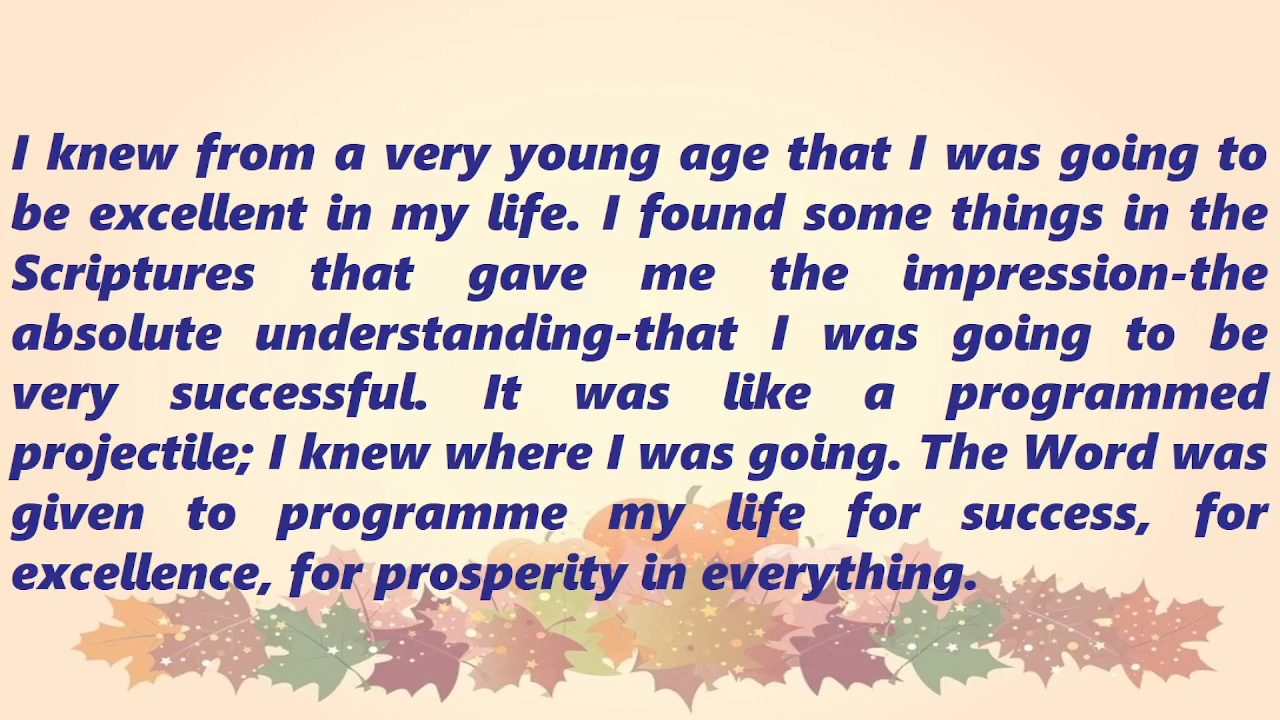 I knew from a very young age that I was going to
be excellent in my life. I found some things in the
Scriptures that gave me the impression-the
absolute understanding-that I was going to be
very successful. It was like a programmed
projectile; I knew where I was going. The Word was
given to programme my life for success, for
excellence, for prosperity in everything.